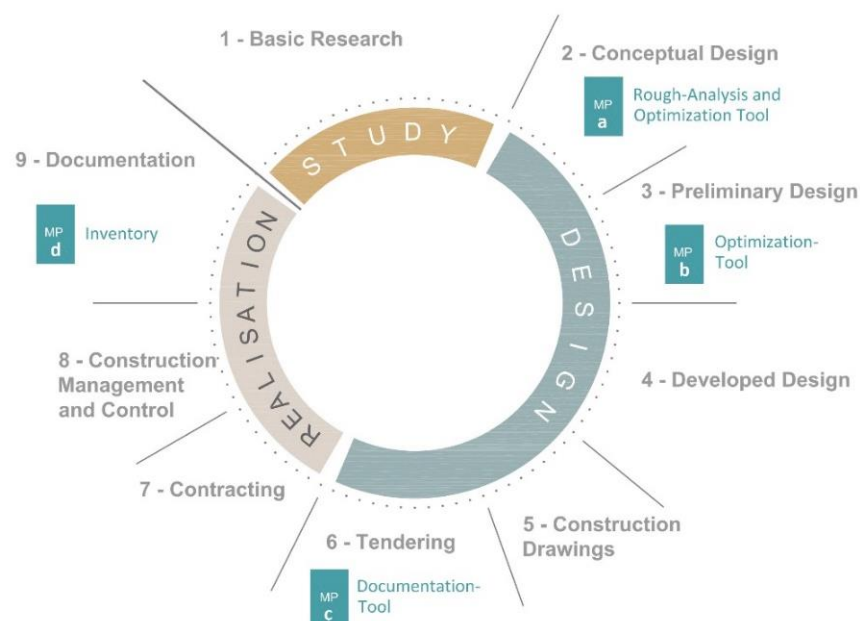 1 - Basic Research
STUDY
2 - Conceptual Design
MP
a
Rough-Analysis and
Optimization Tool
3 - Preliminary Design
MP
b
Optimization-
Tool
DESIGN
4 - Developed Design
5 - Construction
Drawings
6 - Tendering
MP
c
Documentation-
Tool
7 - Contracting
REALISATION
8 - Construction
Management
and Control
9 - Documentation
MP
d
Inventory